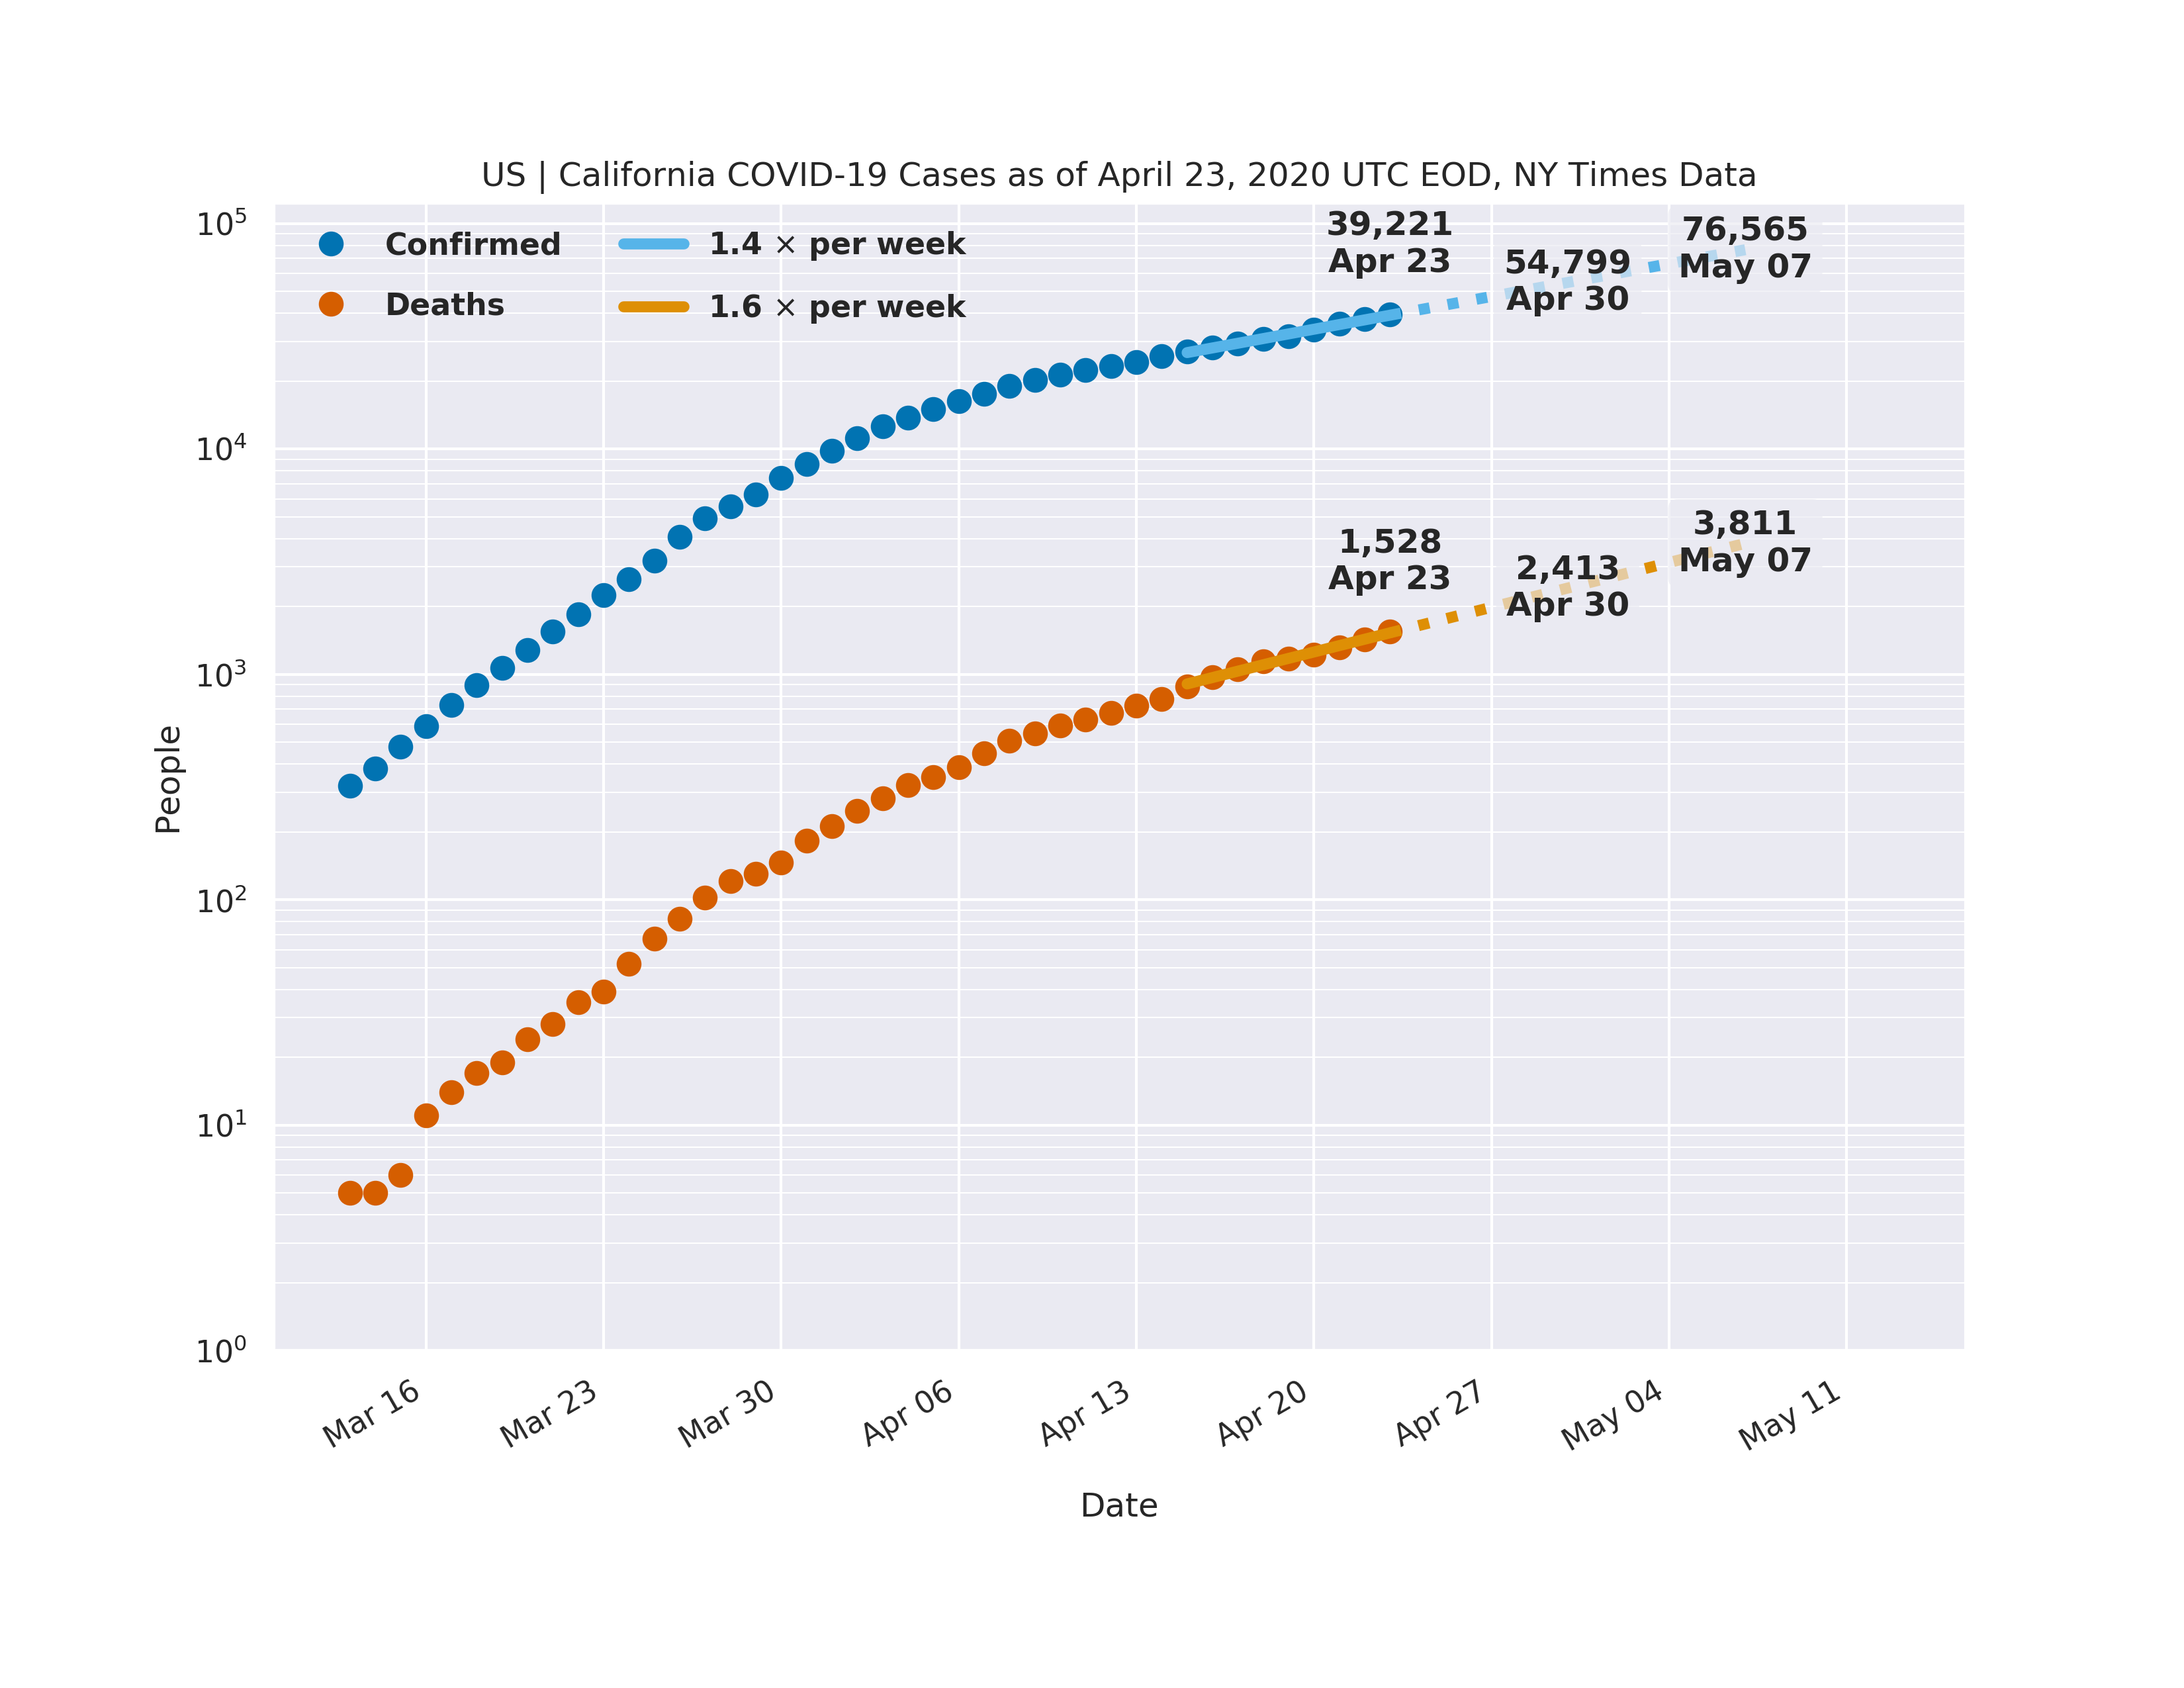 US | California COVID-19 Cases as of April 23, 2020 UTC EOD, NY Times Data
Confirmed
Deaths
1.4 × per week
1.6 × per week
39,221
Apr 23
54,799
Apr 30
76,565
May 07
1,528
Apr 23
2,413
Apr 30
3,811
May 07
People
10⁵
10⁴
10³
10²
10¹
10⁰
Mar 16
Mar 23
Mar 30
Apr 06
Apr 13
Apr 20
Apr 27
May 04
May 11
Date